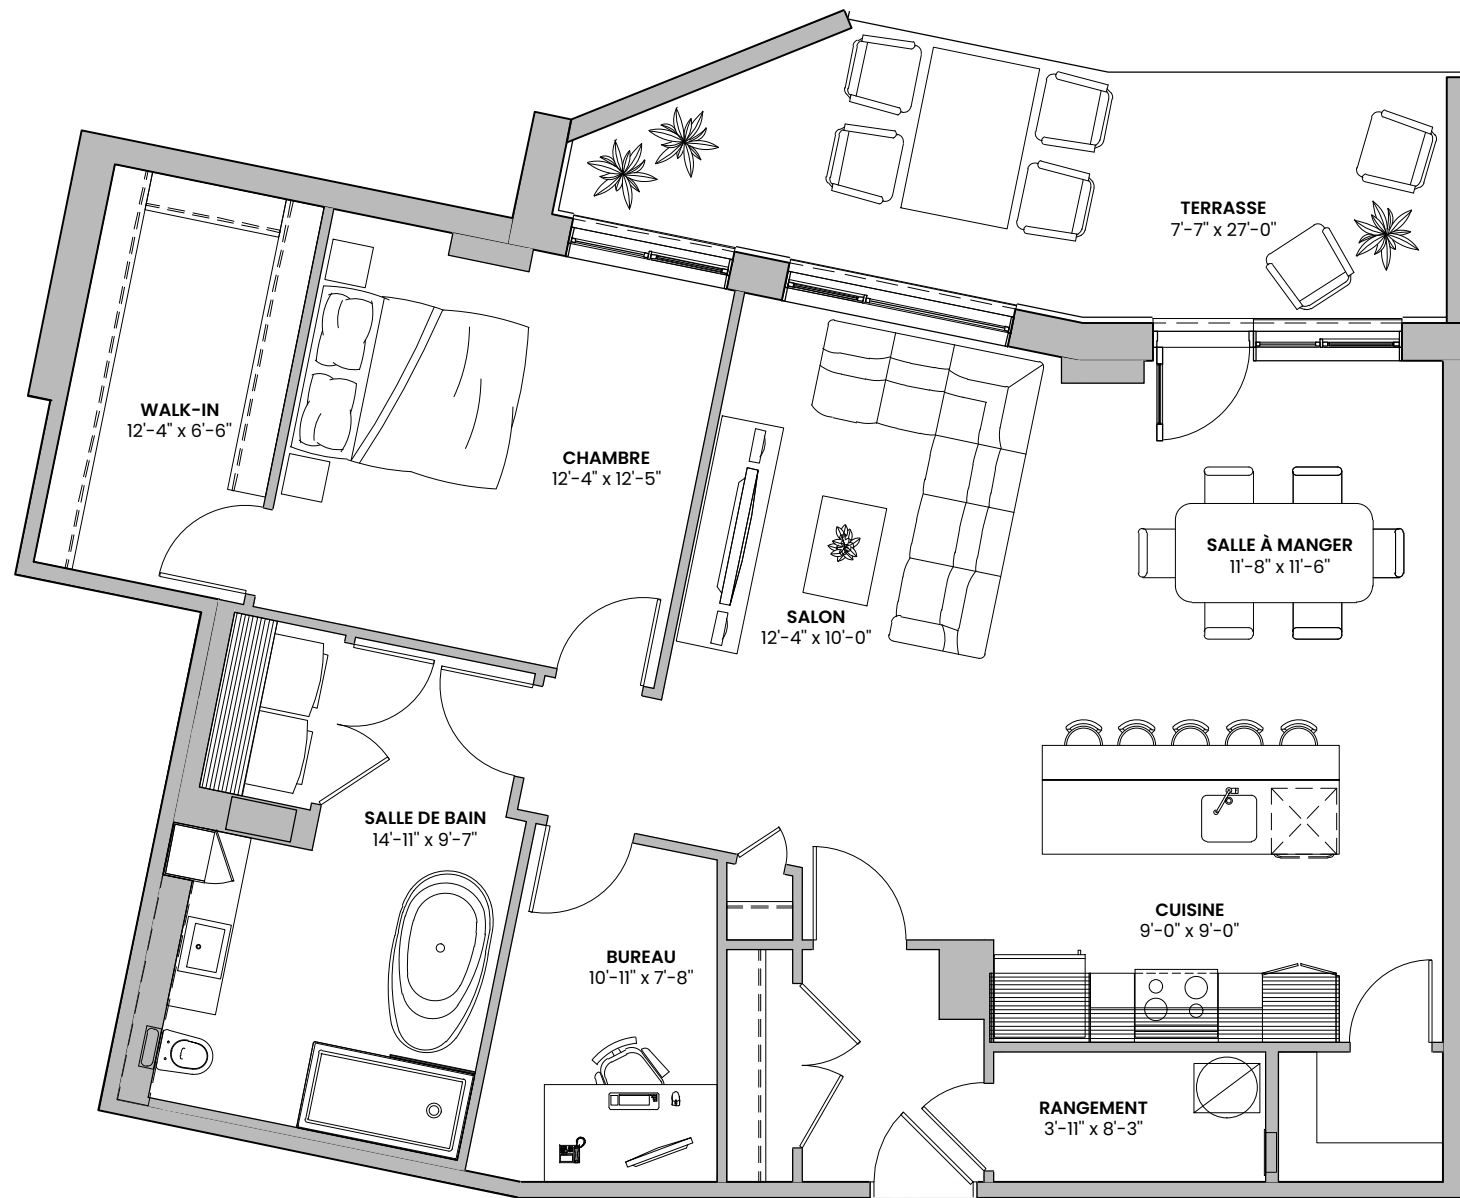 TERRASSE
7'-7" x 27'-0"
WALK-IN
12'-4" x 6'-6"
CHAMBRE
12'-4" x 12'-5"
SALLE À MANGER
11'-8" x 11'-6"
SALON
12'-4" x 10'-0"
SALLE DE BAIN
14'-11" x 9'-7"
CUISINE
9'-0" x 9'-0"
BUREAU
10'-11" x 7'-8"
RANGEMENT
3'-11" x 8'-3"